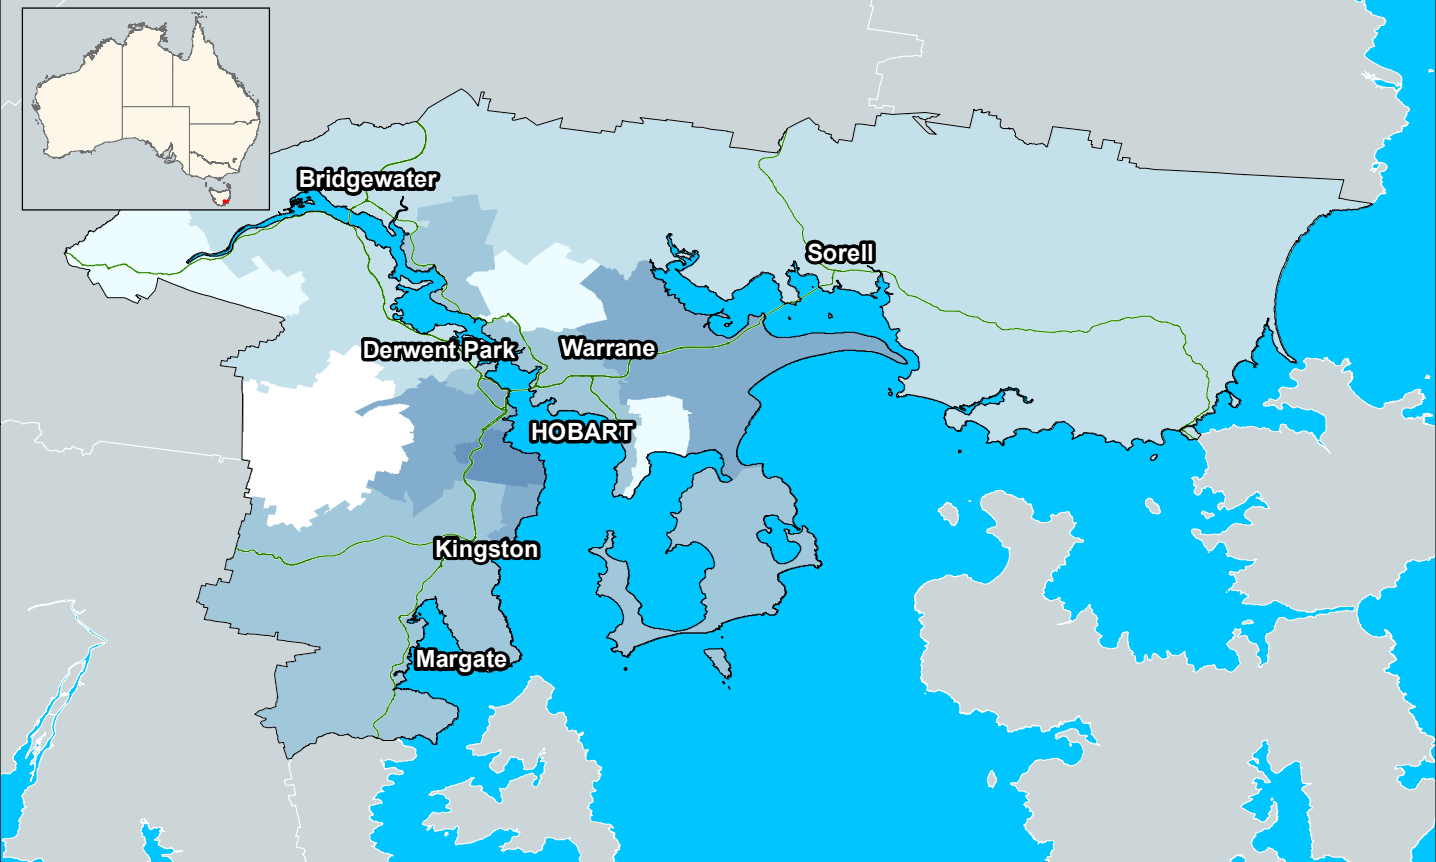 Bridgewater
Sorell
Derwent Park
Warrane
HOBART
Kingston
Margate